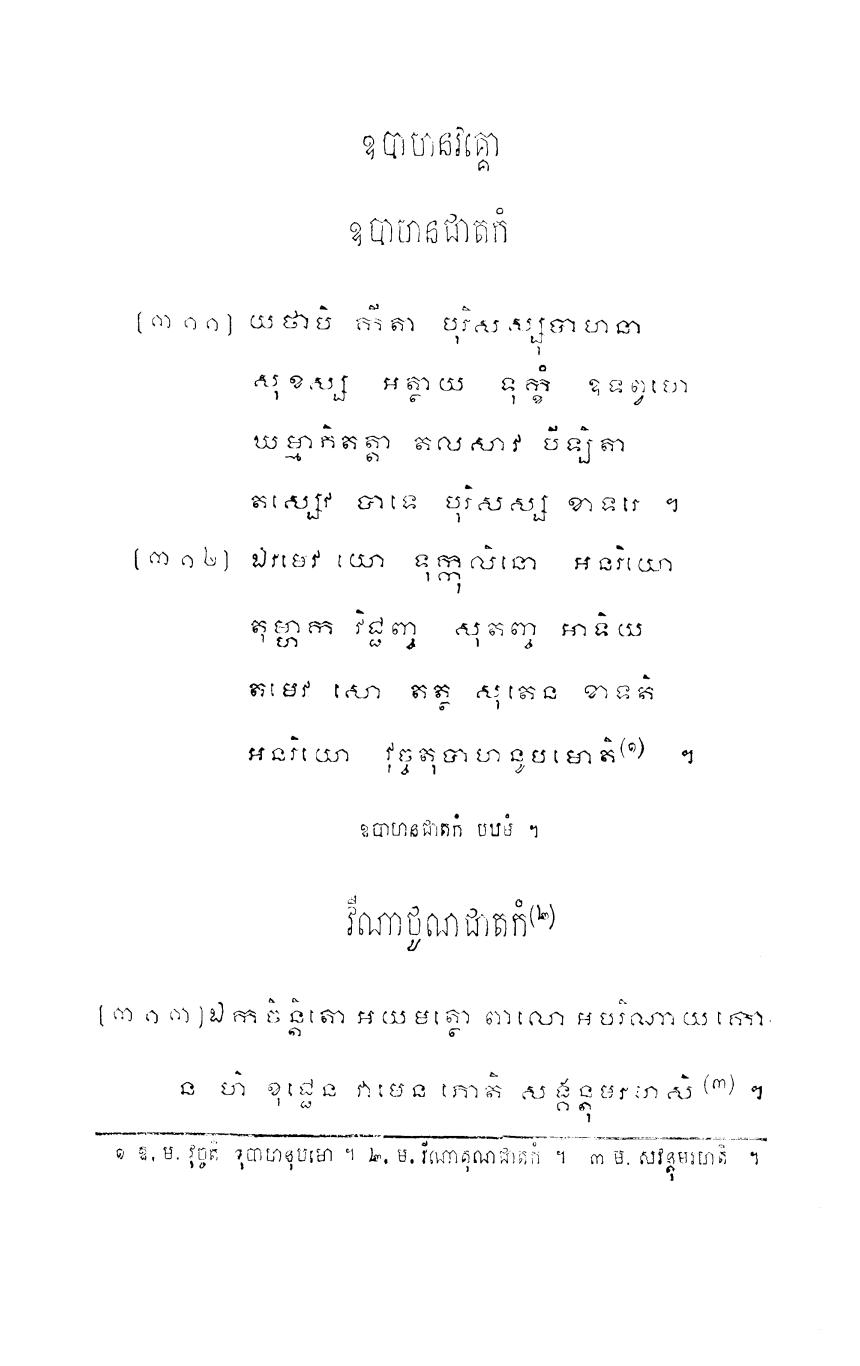 ឧបាហនវគ្គោ
ឧបាហនជាតកំ
[៣១១] យថាបិ កីតា បុរិសស្សុបាហនា
សុខស្ស អត្ថាយ ទុក្ខំ ឧទព្វហេ
ឃម្មាភិតត្តា តលសាវ បីឡិតា
តស្សេវ បាទេ បុរិសស្ស ខាទរេ ។
[៣១២] ឯវមេវ យោ ទុក្កុលិនោ អនរិយោ
តុម្ហាក វិជ្ជញ្ច សុតញ្ច អាទិយ
តមេវ សោ តត្ថ សុតេន ខាទតិ
អនរិយោ វុច្ចតុបាហនូបមោតិ(១) ។
ឧបាហនជាតកំ បឋមំ ។
វីណាថូណជាតកំ(២)
[៣១៣] ឯកចិន្តិតោ អយមត្ថោ ពាលោ អបរិណាយកោ
ន ហិ ខុជ្ជេន វាមេន ភោតិ សង្គន្តុមរហសិ(៣) ។
១ ឱ. ម. វុច្ចតិ ទុបាហនុបមោ ។ ២. ម. វីណាគុណជាតកំ ។ ៣ ម. សវន្តុមរហតិ ។